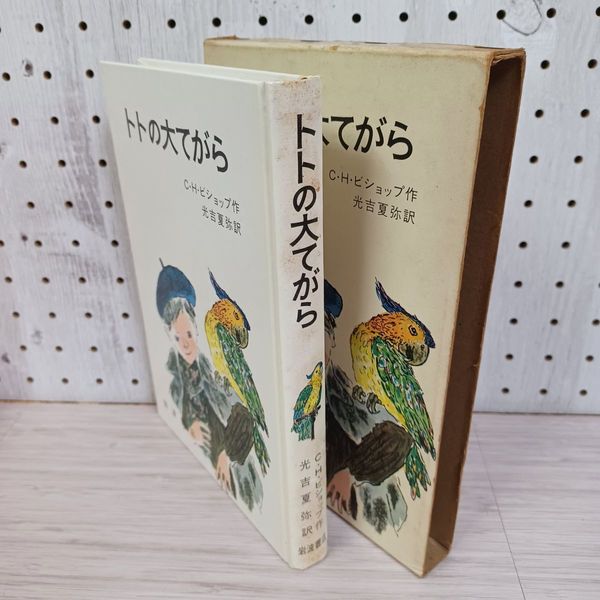 トトの大てがら
C・H・ビショップ作
光吉夏弥訳
トトの大てがら
C・H・ビショップ作
光吉夏弥訳
岩波書店
大てがら
C・H・ビショップ作
光吉夏弥訳